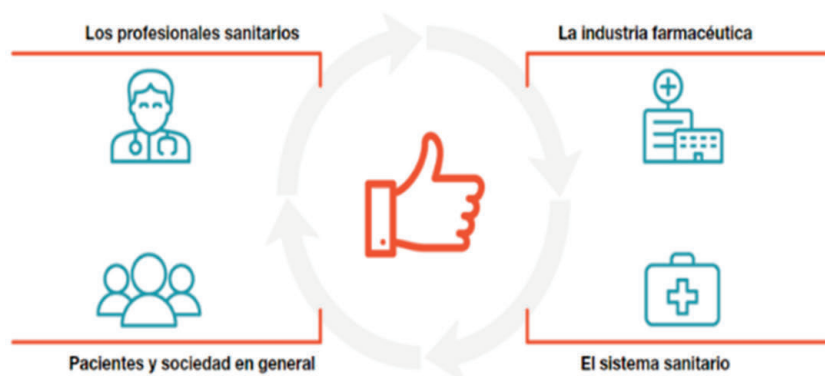 Los profesionales sanitarios
La industria farmacéutica
Pacientes y sociedad en general
El sistema sanitario